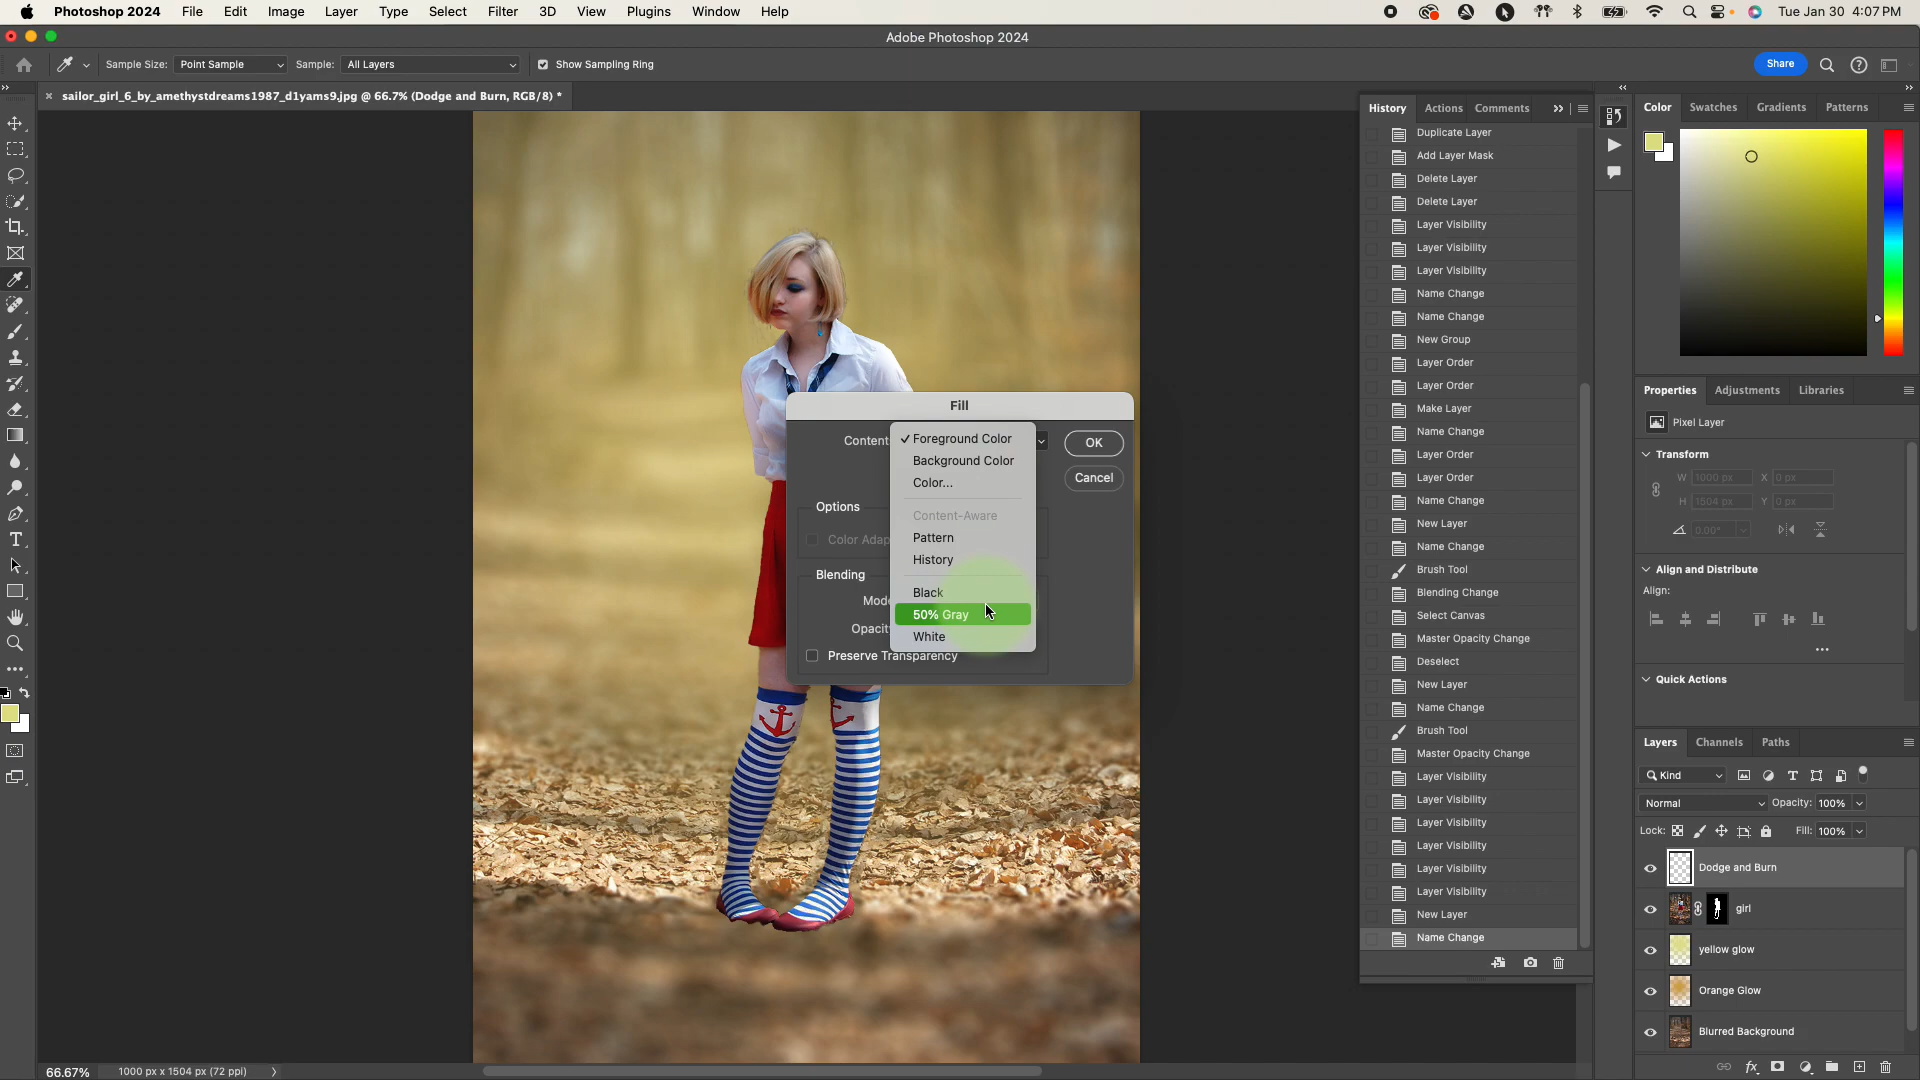 Photoshop 2024 File Edit Image Layer Type Select Filter 3D View Plugins Window Help Tue Jan 30 4:07 PM
Adobe Photoshop 2024
Sample Size: Point Sample Sample: All Layers Show Sampling Ring Share
sailor_girl_6_by_amethystdreams1987_d1yams9.jpg @ 66.7% (Dodge and Burn, RGB/8) *
History Actions Comments
Duplicate Layer
Add Layer Mask
Delete Layer
Delete Layer
Layer Visibility
Layer Visibility
Layer Visibility
Name Change
Name Change
New Group
Layer Order
Layer Order
Make Layer
Name Change
Layer Order
Layer Order
Name Change
New Layer
Name Change
Brush Tool
Blending Change
Select Canvas
Master Opacity Change
Deselect
New Layer
Name Change
Brush Tool
Master Opacity Change
Layer Visibility
Layer Visibility
Layer Visibility
Layer Visibility
Layer Visibility
Layer Visibility
New Layer
Name Change
Fill
Content
Foreground Color
Background Color
Color...
Content-Aware
Pattern
History
Black
50% Gray
White
OK
Cancel
Options
Color Adap
Blending
Mode
Opacit
Preserve Transparency
Color Swatches Gradients Patterns
Properties Adjustments Libraries
Pixel Layer
Transform
W 1000 px X 0 px
H 1504 px Y 0 px
0.00°
Align and Distribute
Align:
Quick Actions
Layers Channels Paths
Kind
Normal Opacity: 100%
Lock: Fill: 100%
Dodge and Burn
girl
yellow glow
Orange Glow
Blurred Background
66.67% 1000 px x 1504 px (72 ppi)